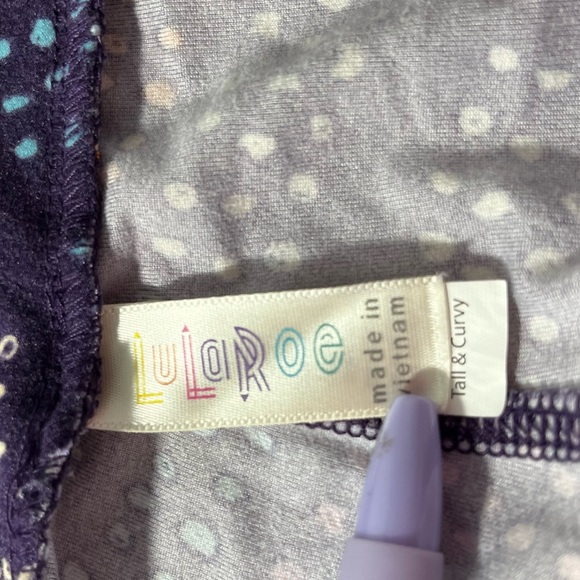 LuLaRoe
made in
vietnam
Tall & Curvy